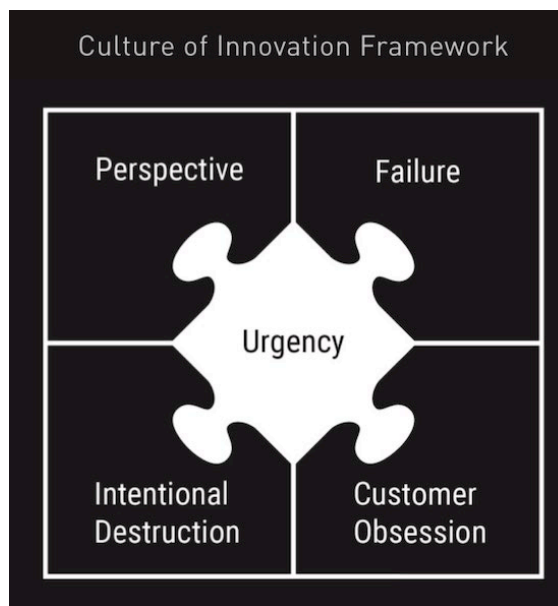 Culture of Innovation Framework
Perspective
Failure
Urgency
Intentional
Destruction
Customer
Obsession